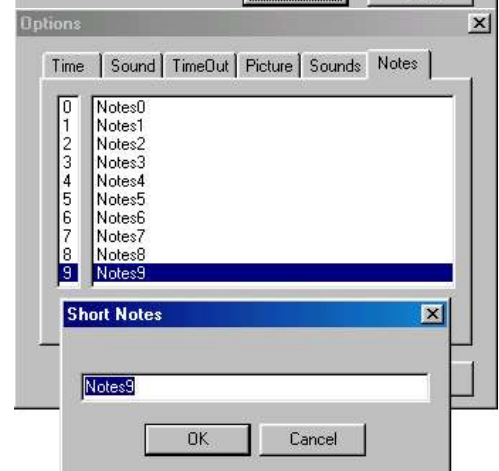 Options
Time Sound TimeOut Picture Sounds Notes
0 Notes0
1 Notes1
2 Notes2
3 Notes3
4 Notes4
5 Notes5
6 Notes6
7 Notes7
8 Notes8
9 Notes9
Short Notes
Notes9
OK Cancel